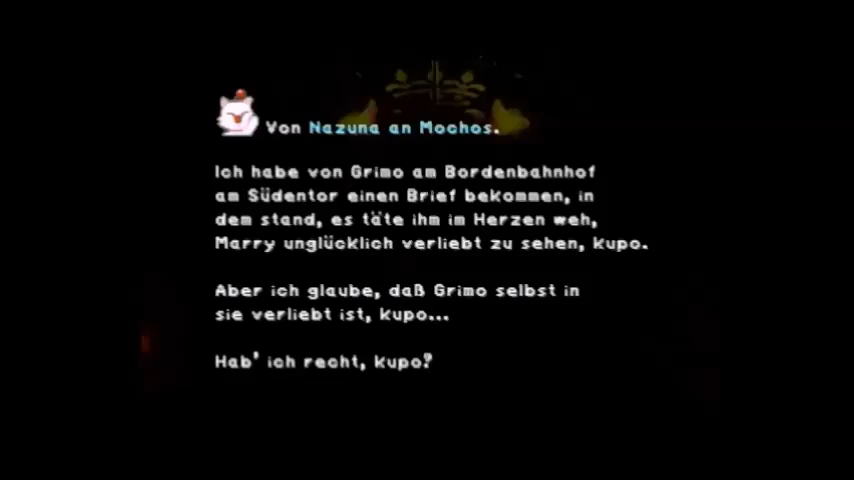 Von Nazuna an Mochos.
Ich habe von Grimo am Bordenbahnhof
am Südentor einen Brief bekommen, in
dem stand, es täte ihm im Herzen weh,
Marry unglücklich verliebt zu sehen, kupo.
Aber ich glaube, daß Grimo selbst in
sie verliebt ist, kupo...
Hab' ich recht, kupo?